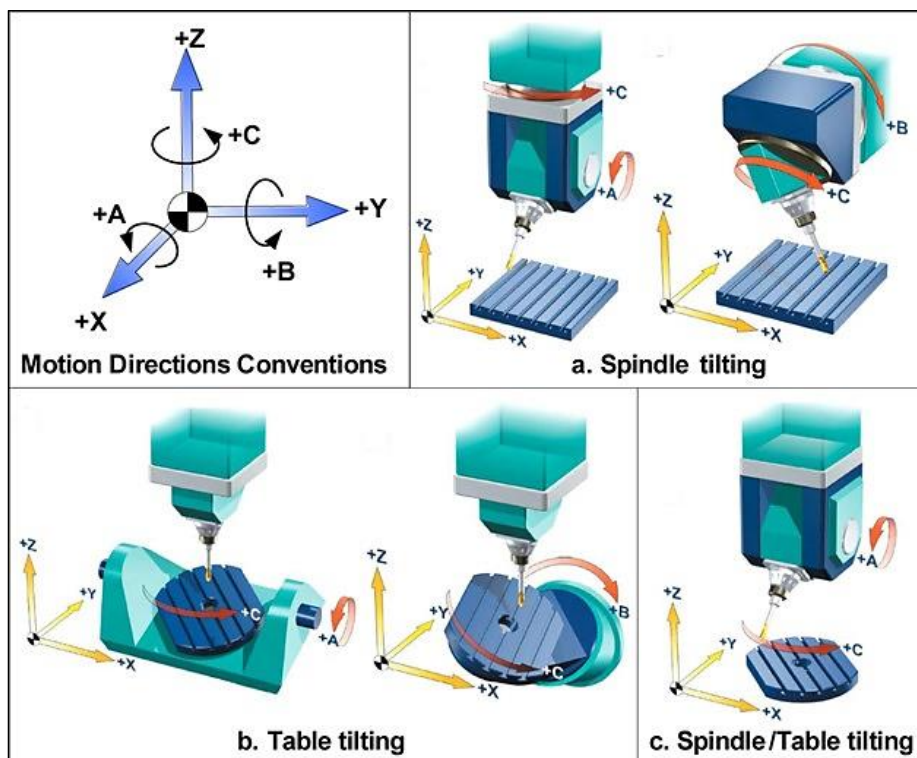 +Z
+C
+A
+Y
+B
+X
Motion Directions Conventions
+C
+A
+Z
+Y
+X
+B
+C
+Z
+Y
+X
a. Spindle tilting
+Z
+Y
+X
+C
+A
+Z
+Y
+X
+B
+C
b. Table tilting
+A
+Z
+Y
+C
+X
c. Spindle/Table tilting